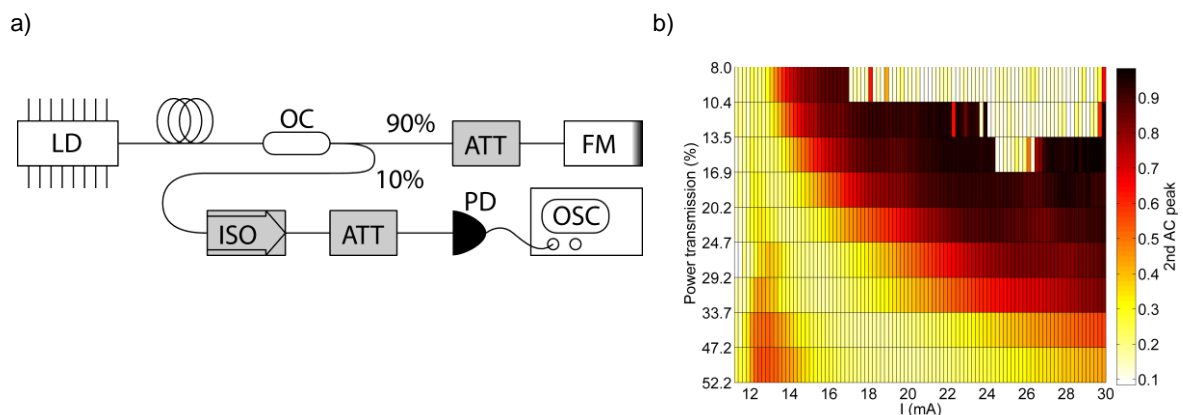 a)
LD
OC
90%
10%
ATT
FM
ISO
ATT
PD
OSC
b)
Power transmission (%)
8.0
10.4
13.5
16.9
20.2
24.7
29.2
33.7
47.2
52.2
12 14 16 18 20 22 24 26 28 30
I (mA)
0.9
0.8
0.7
0.6
0.5
0.4
0.3
0.2
0.1
2nd AC peak